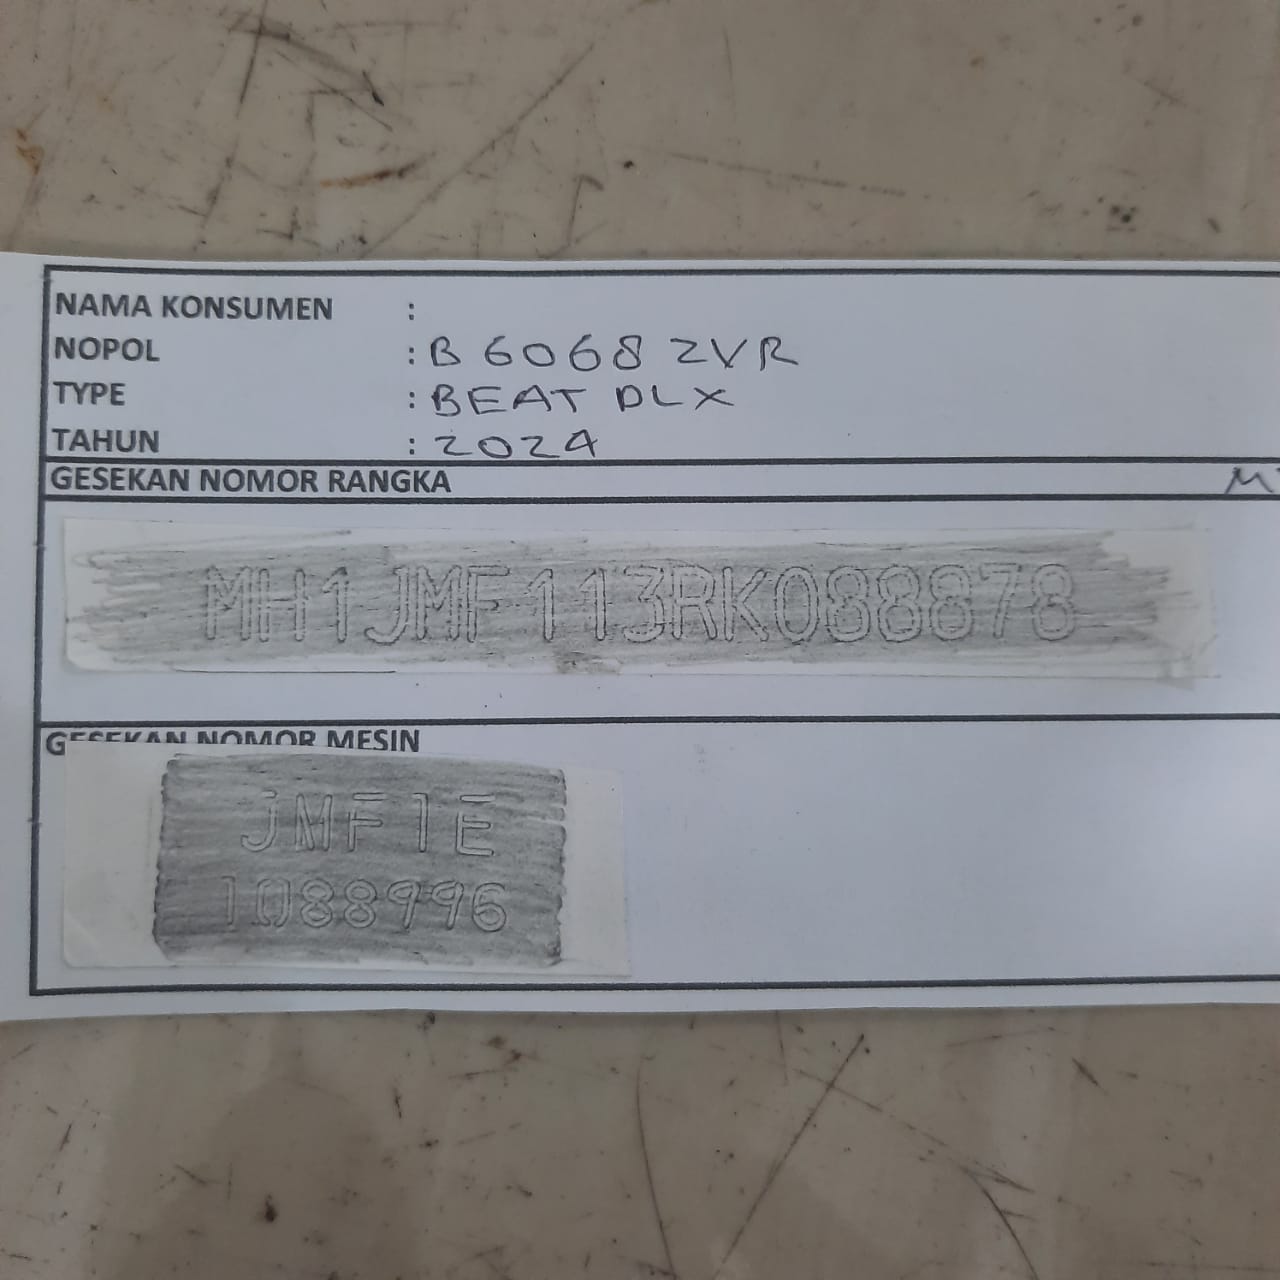 NAMA KONSUMEN :
NOPOL : B 6068 ZVR
TYPE : BEAT DLX
TAHUN : 2024
GESEKAN NOMOR RANGKA
MH1JMF113RK088878
GESEKAN NOMOR MESIN
JMF1E
1088996